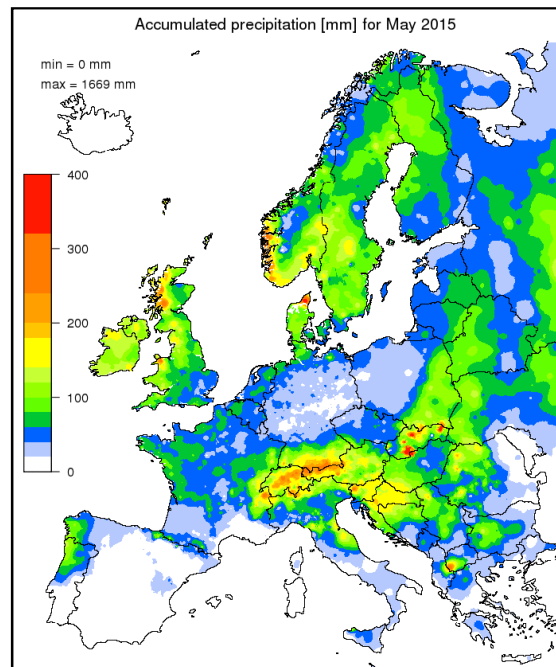 Accumulated precipitation [mm] for May 2015
min = 0 mm
max = 1669 mm
400
300
200
100
0